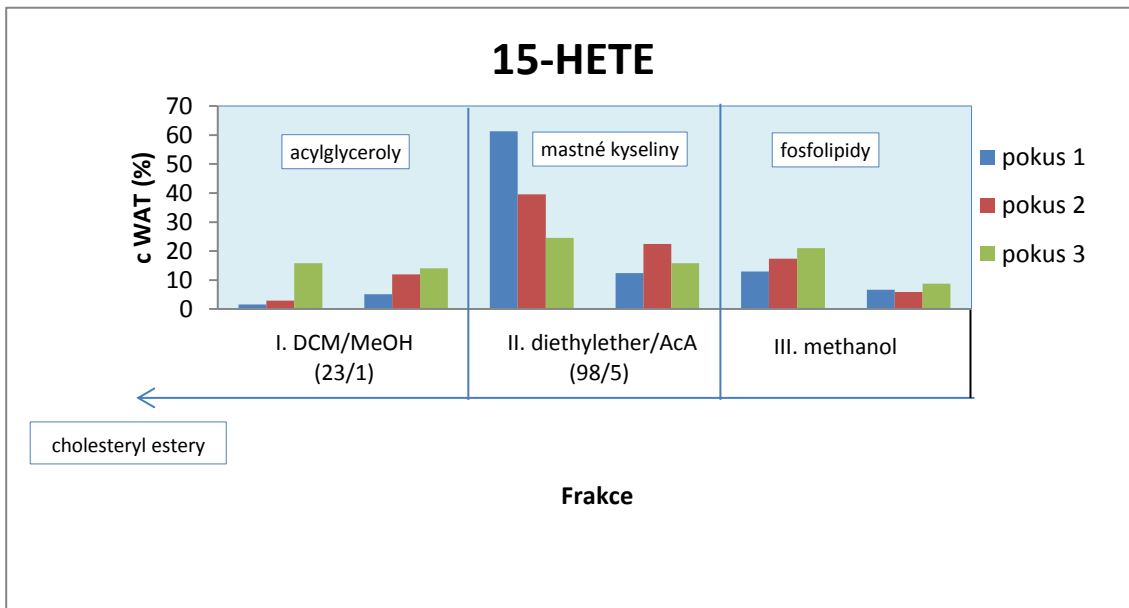 15-HETE
c WAT (%)
70
60
50
40
30
20
10
0
acylglyceroly
mastné kyseliny
fosfolipidy
pokus 1
pokus 2
pokus 3
I. DCM/MeOH
(23/1)
II. diethylether/AcA
(98/5)
III. methanol
cholesteryl estery
Frakce